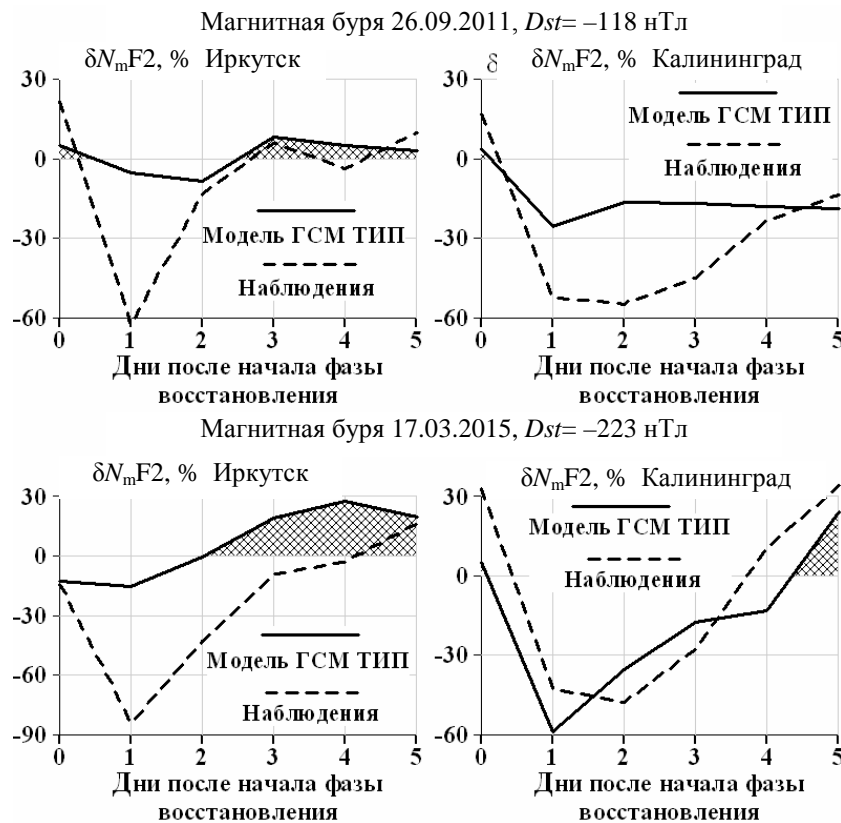 Магнитная буря 26.09.2011, Dst= –118 нТл
δNmF2, % Иркутск
30
0
-30
-60
Модель ГСМ ТИП
Наблюдения
0 1 2 3 4 5
Дни после начала фазы
восстановления
δ δNmF2, % Калининград
30
0
-30
-60
Модель ГСМ ТИП
Наблюдения
0 1 2 3 4 5
Дни после начала фазы
восстановления
Магнитная буря 17.03.2015, Dst= –223 нТл
δNmF2, % Иркутск
30
0
-30
-60
-90
Модель ГСМ ТИП
Наблюдения
0 1 2 3 4 5
Дни после начала фазы
восстановления
δNmF2, % Калининград
30
0
-30
-60
Модель ГСМ ТИП
Наблюдения
0 1 2 3 4 5
Дни после начала фазы
восстановления